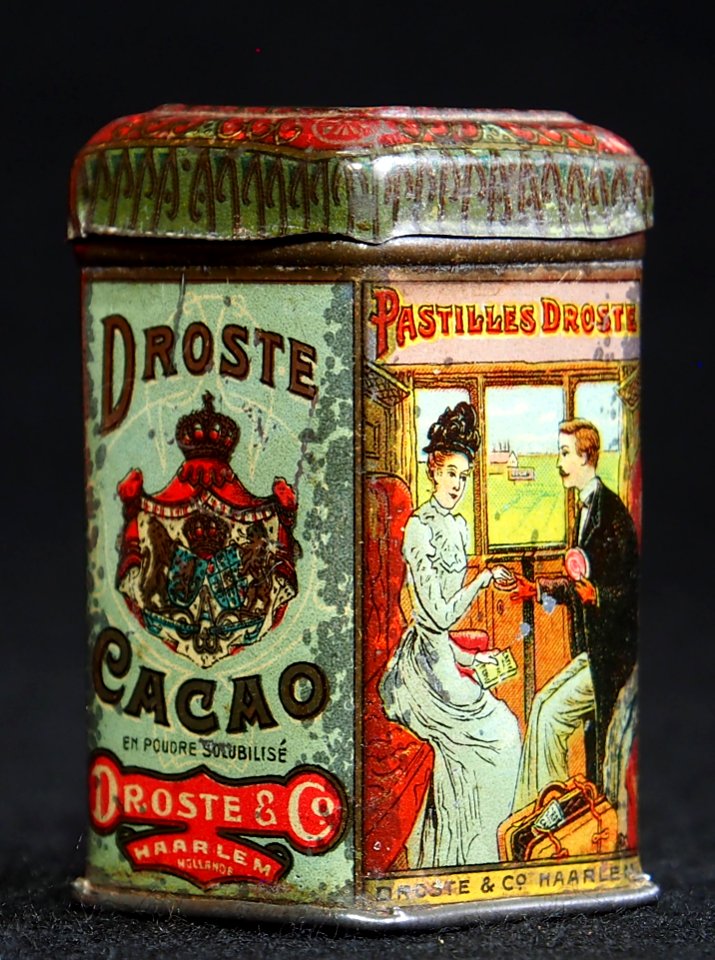 DROSTE
CACAO
EN POUDRE SOLUBILISÉ
DROSTE & Co
HAARLEM
HOLLANDE
PASTILLES DROSTE
DROSTE & Co HAARLEM